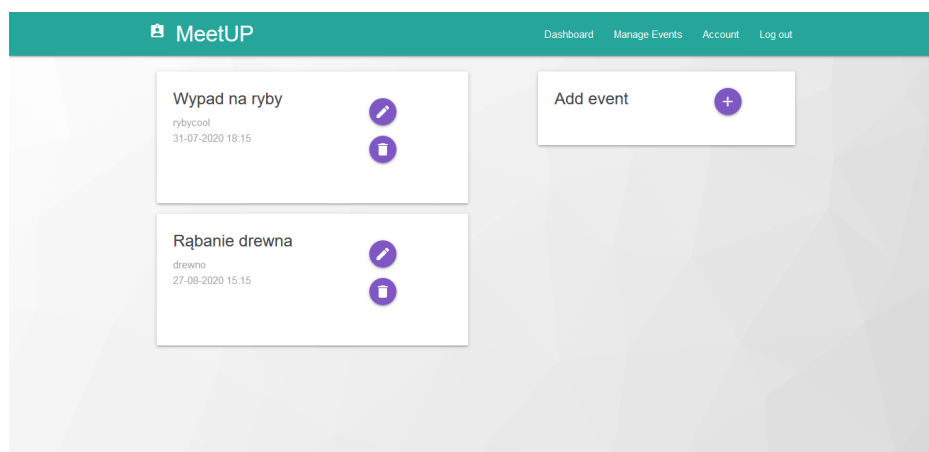 MeetUP
Dashboard Manage Events Account Log out
Wypad na ryby
rybycool
31-07-2020 18:15
Rąbanie drewna
drewno
27-08-2020 15:15
Add event